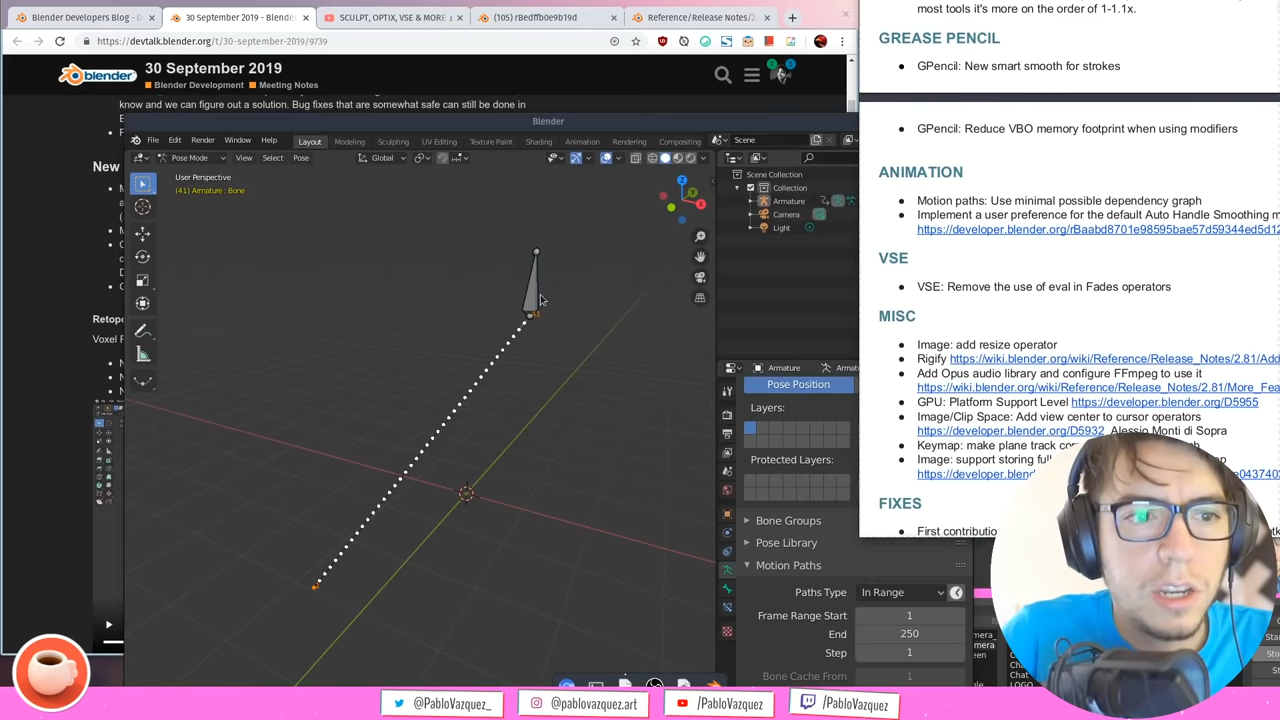 Blender Developers Blog - D
30 September 2019 - Blende
SCULPT, OPTIX, VSE & MORE
(105) rBedffb0e9b19d
Reference/Release Notes/2
https://devtalk.blender.org/t/30-september-2019/9739
blender
30 September 2019
Blender Development
Meeting Notes
know and we can figure out a solution. Bug fixes that are somewhat safe can still be done in
New
Retopo
Voxel R
Blender
File Edit Render Window Help
Layout Modeling Sculpting UV Editing Texture Paint Shading Animation Rendering Compositing
Scene
Pose Mode View Select Pose
Global
User Perspective
(41) Armature : Bone
Z
Y
X
41
1
Scene Collection
Collection
Armature
Camera
Light
Armature
Armat
Pose Position
Layers:
Protected Layers:
Bone Groups
Pose Library
Motion Paths
Paths Type In Range
Frame Range Start 1
End 250
Step 1
Bone Cache From 1
most tools it's more on the order of 1-1.1x.
GREASE PENCIL
● GPencil: New smart smooth for strokes
● GPencil: Reduce VBO memory footprint when using modifiers
ANIMATION
● Motion paths: Use minimal possible dependency graph
● Implement a user preference for the default Auto Handle Smoothing m
https://developer.blender.org/rBaabd8701e98595bae57d59344ed5d12
VSE
● VSE: Remove the use of eval in Fades operators
MISC
● Image: add resize operator
● Rigify https://wiki.blender.org/wiki/Reference/Release_Notes/2.81/Add
● Add Opus audio library and configure FFmpeg to use it
https://wiki.blender.org/wiki/Reference/Release_Notes/2.81/More_Fea
● GPU: Platform Support Level https://developer.blender.org/D5955
● Image/Clip Space: Add view center to cursor operators
https://developer.blender.org/D5932 Alessio Monti di Sopra
● Keymap: make plane track
● Image: support storing full
https://developer.blender.org/
FIXES
● First contributio
@PabloVazquez_
@pablovazquez.art
/PabloVazquez
/PabloVazquez